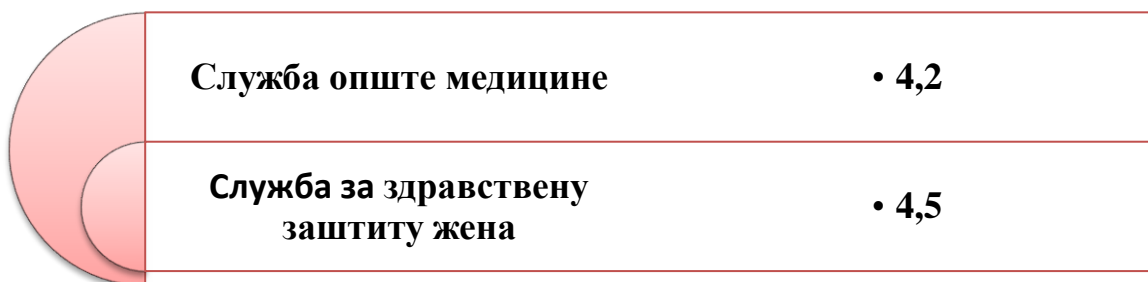 Служба опште медицине • 4,2
Служба за здравствену
заштиту жена
• 4,5